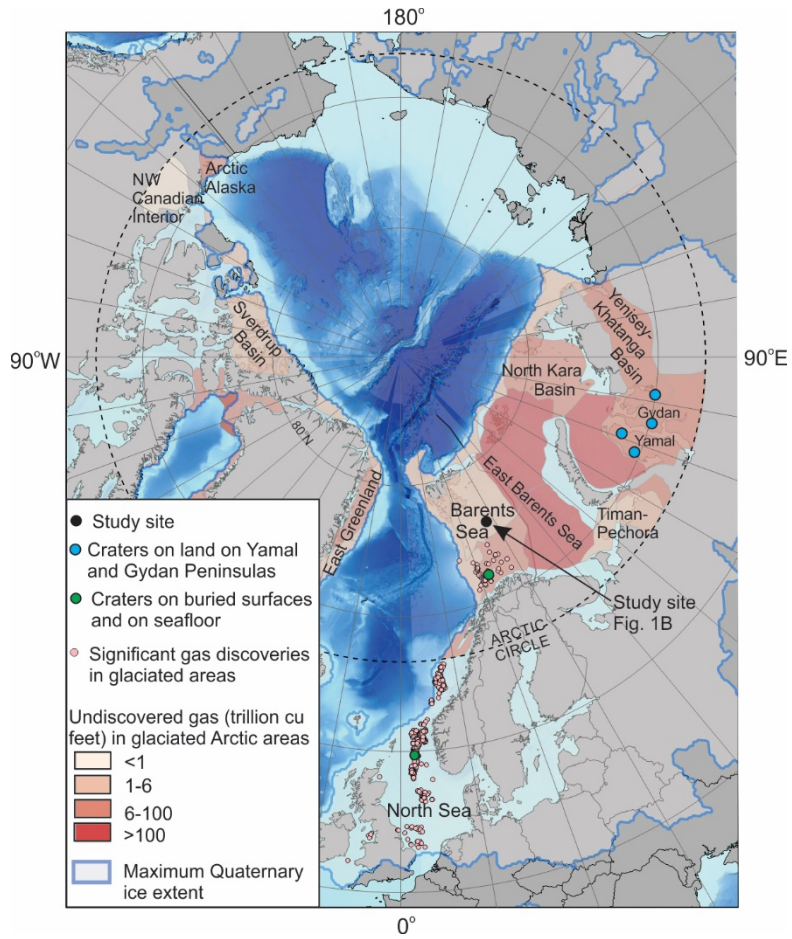 180°
NW
Canadian
Interior
Arctic
Alaska
Sverdrup
Basin
Yenisey-
Khatanga
Basin
90°W
90°E
North Kara
Basin
Gydan
Yamal
80°N
East Greenland
East Barents Sea
Barents
Sea
Timan-
Pechora
Study site
Fig. 1B
ARCTIC
CIRCLE
North Sea
Study site
Craters on land on Yamal
and Gydan Peninsulas
Craters on buried surfaces
and on seafloor
Significant gas discoveries
in glaciated areas
Undiscovered gas (trillion cu
feet) in glaciated Arctic areas
<1
1-6
6-100
>100
Maximum Quaternary
ice extent
0°